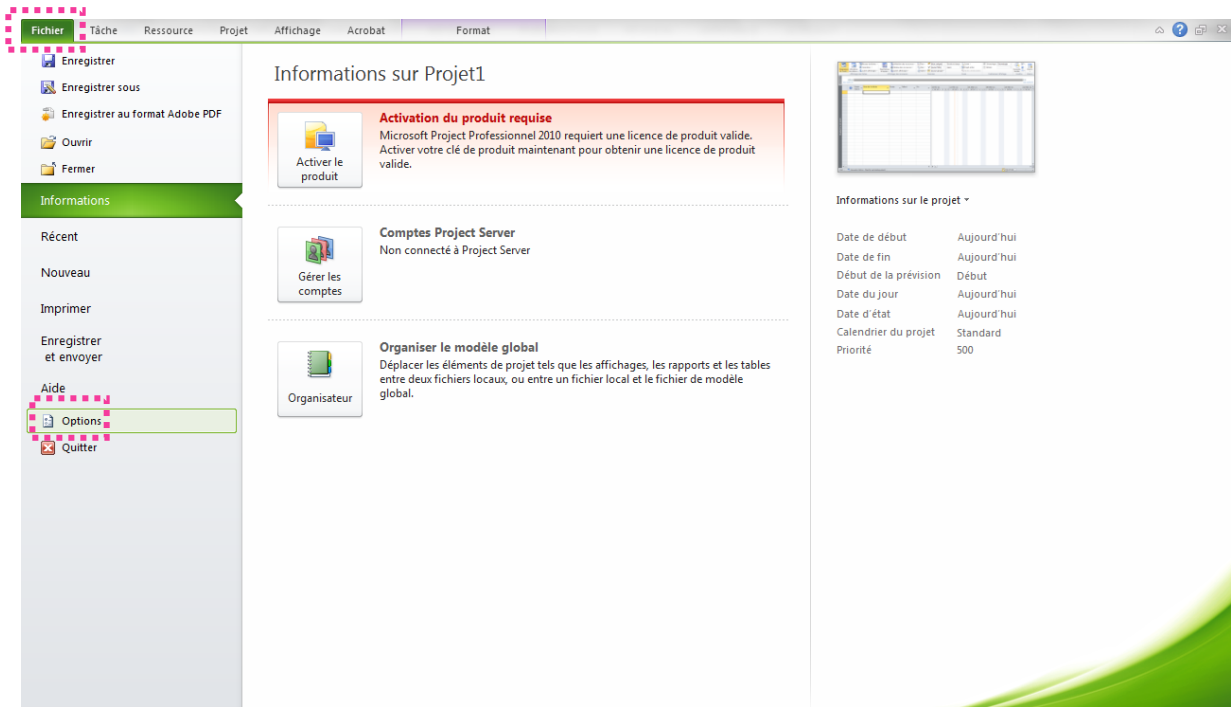 Fichier Tâche Ressource Projet Affichage Acrobat Format
Enregistrer
Enregistrer sous
Enregistrer au format Adobe PDF
Ouvrir
Fermer
Informations
Récent
Nouveau
Imprimer
Enregistrer
et envoyer
Aide
Options
Quitter
Informations sur Projet1
Activer le
produit
Activation du produit requise
Microsoft Project Professionnel 2010 requiert une licence de produit valide.
Activer votre clé de produit maintenant pour obtenir une licence de produit
valide.
Gérer les
comptes
Comptes Project Server
Non connecté à Project Server
Organisateur
Organiser le modèle global
Déplacer les éléments de projet tels que les affichages, les rapports et les tables
entre deux fichiers locaux, ou entre un fichier local et le fichier de modèle
global.
Informations sur le projet
Date de début Aujourd'hui
Date de fin Aujourd'hui
Début de la prévision Début
Date du jour Aujourd'hui
Date d'état Aujourd'hui
Calendrier du projet Standard
Priorité 500